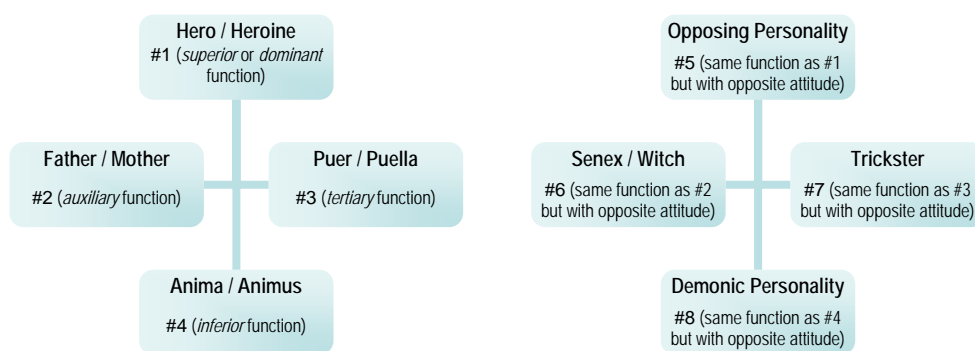 Hero / Heroine
#1 (superior or dominant
function)
Father / Mother
#2 (auxiliary function)
Puer / Puella
#3 (tertiary function)
Anima / Animus
#4 (inferior function)
Opposing Personality
#5 (same function as #1
but with opposite attitude)
Senex / Witch
#6 (same function as #2
but with opposite attitude)
Trickster
#7 (same function as #3
but with opposite attitude)
Demonic Personality
#8 (same function as #4
but with opposite attitude)